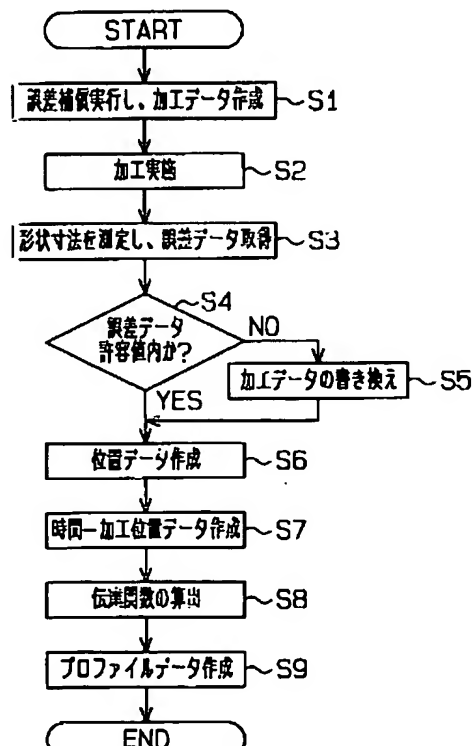 START
誤差補償実行し、加工データ作成 S1
加工実施 S2
形状寸法を測定し、誤差データ取得 S3
S4
誤差データ
許容値内か?
NO
加工データの書き換え S5
YES
位置データ作成 S6
時間ー加工位置データ作成 S7
伝達関数の算出 S8
プロファイルデータ作成 S9
END